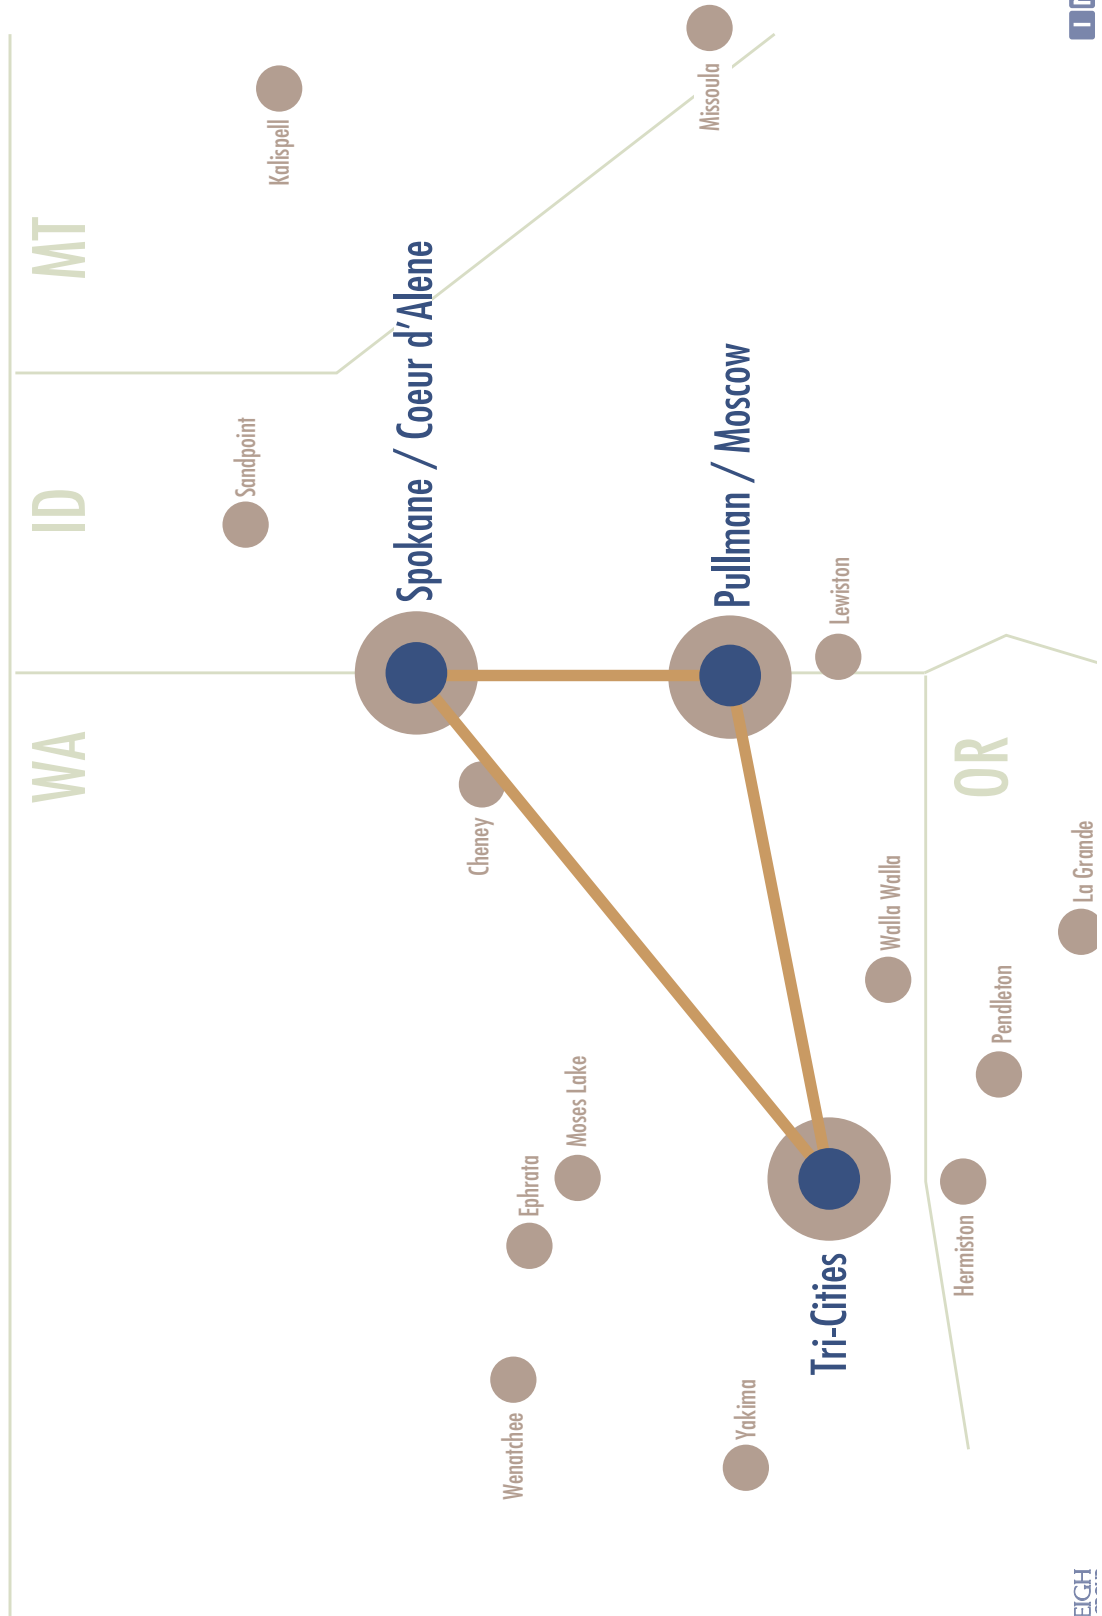 WA
ID
MT
Kalispell
Sandpoint
Spokane / Coeur d'Alene
Cheney
Wenatchee
Ephrata
Moses Lake
Missoula
Pullman / Moscow
Yakima
Tri-Cities
Lewiston
Walla Walla
Hermiston
OR
Pendleton
La Grande
EIGH
I